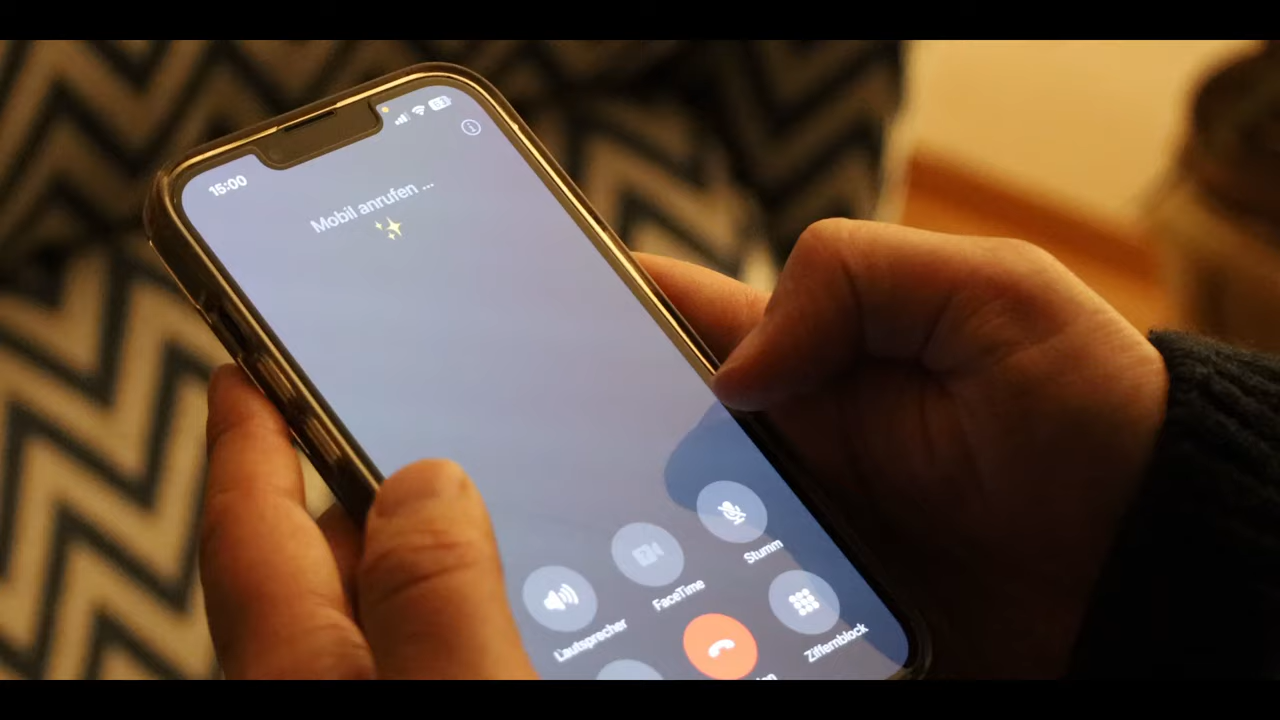 15:00
Mobil anrufen ...
Stumm
FaceTime
Lautsprecher
Ziffernblock